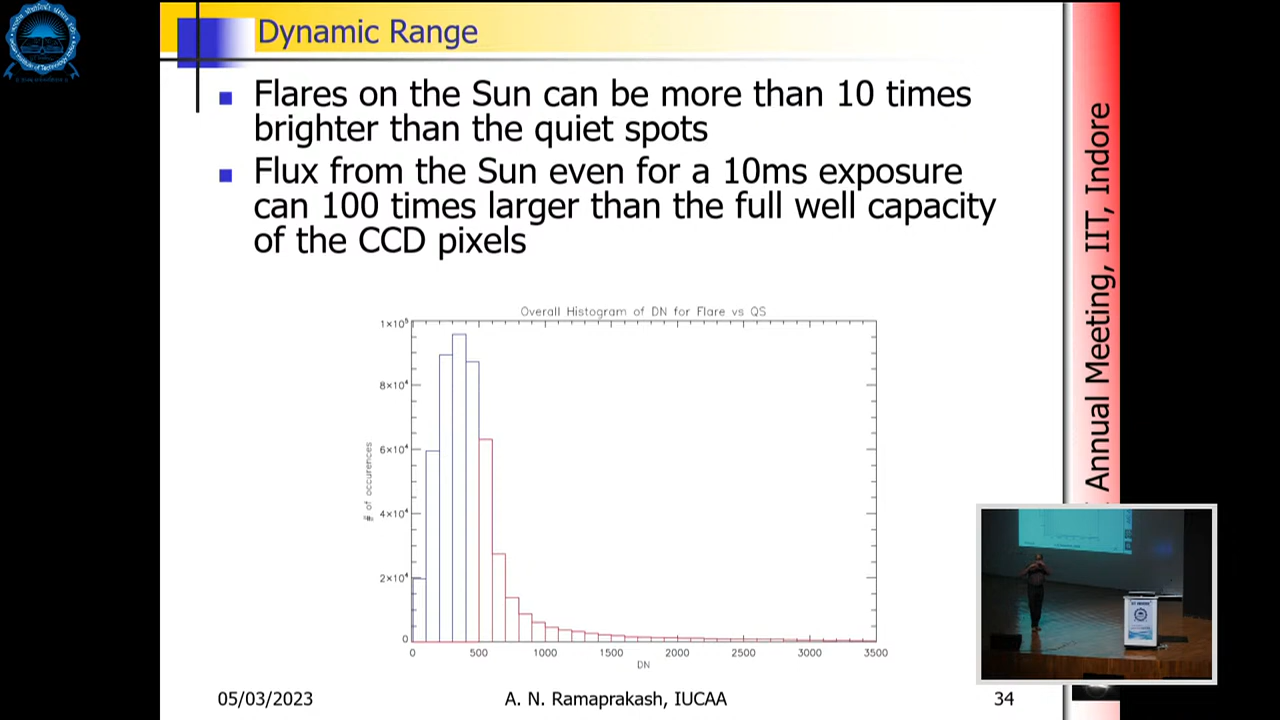 Dynamic Range
Flares on the Sun can be more than 10 times
brighter than the quiet spots
Flux from the Sun even for a 10ms exposure
can 100 times larger than the full well capacity
of the CCD pixels
Overall Histogram of DN for Flare vs QS
1×10⁵
8×10⁴
6×10⁴
4×10⁴
2×10⁴
0
# of occurences
0 500 1000 1500 2000 2500 3000 3500
DN
05/03/2023
A. N. Ramaprakash, IUCAA
34
Annual Meeting, IIT, Indore